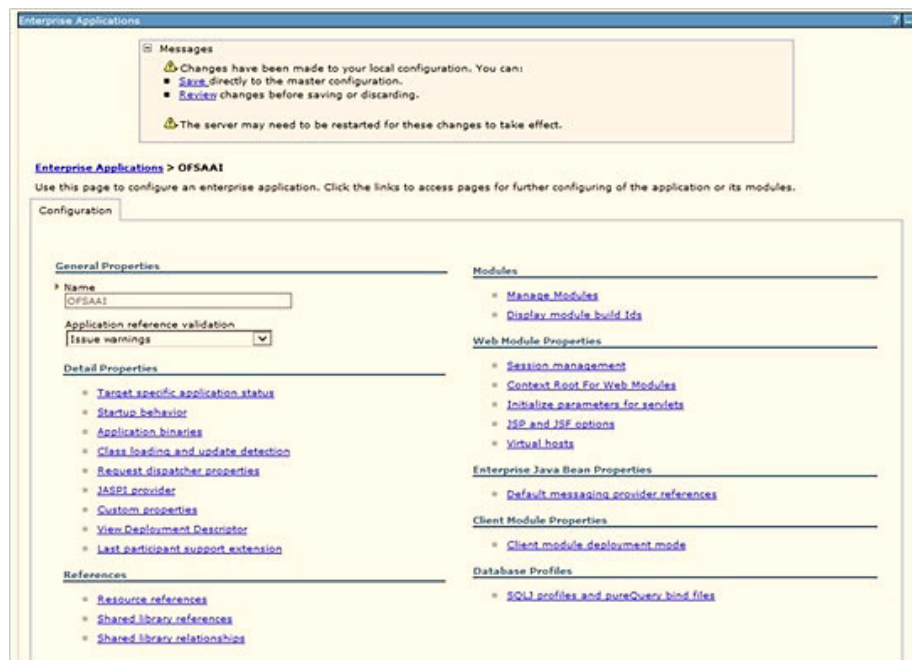 Enterprise Applications ? –
Messages
Changes have been made to your local configuration. You can:
Save directly to the master configuration.
Review changes before saving or discarding.
The server may need to be restarted for these changes to take effect.
Enterprise Applications > OFSAAI
Use this page to configure an enterprise application. Click the links to access pages for further configuring of the application or its modules.
Configuration
General Properties
Name
OFSAAI
Application reference validation
Issue warnings
Detail Properties
Target specific application status
Startup behavior
Application binaries
Class loading and update detection
Request dispatcher properties
JASPI provider
Custom properties
View Deployment Descriptor
Last participant support extension
References
Resource references
Shared library references
Shared library relationships
Modules
Manage Modules
Display module build Ids
Web Module Properties
Session management
Context Root For Web Modules
Initialize parameters for servlets
JSP and JSF options
Virtual hosts
Enterprise Java Bean Properties
Default messaging provider references
Client Module Properties
Client module deployment mode
Database Profiles
SQLJ profiles and pureQuery bind files